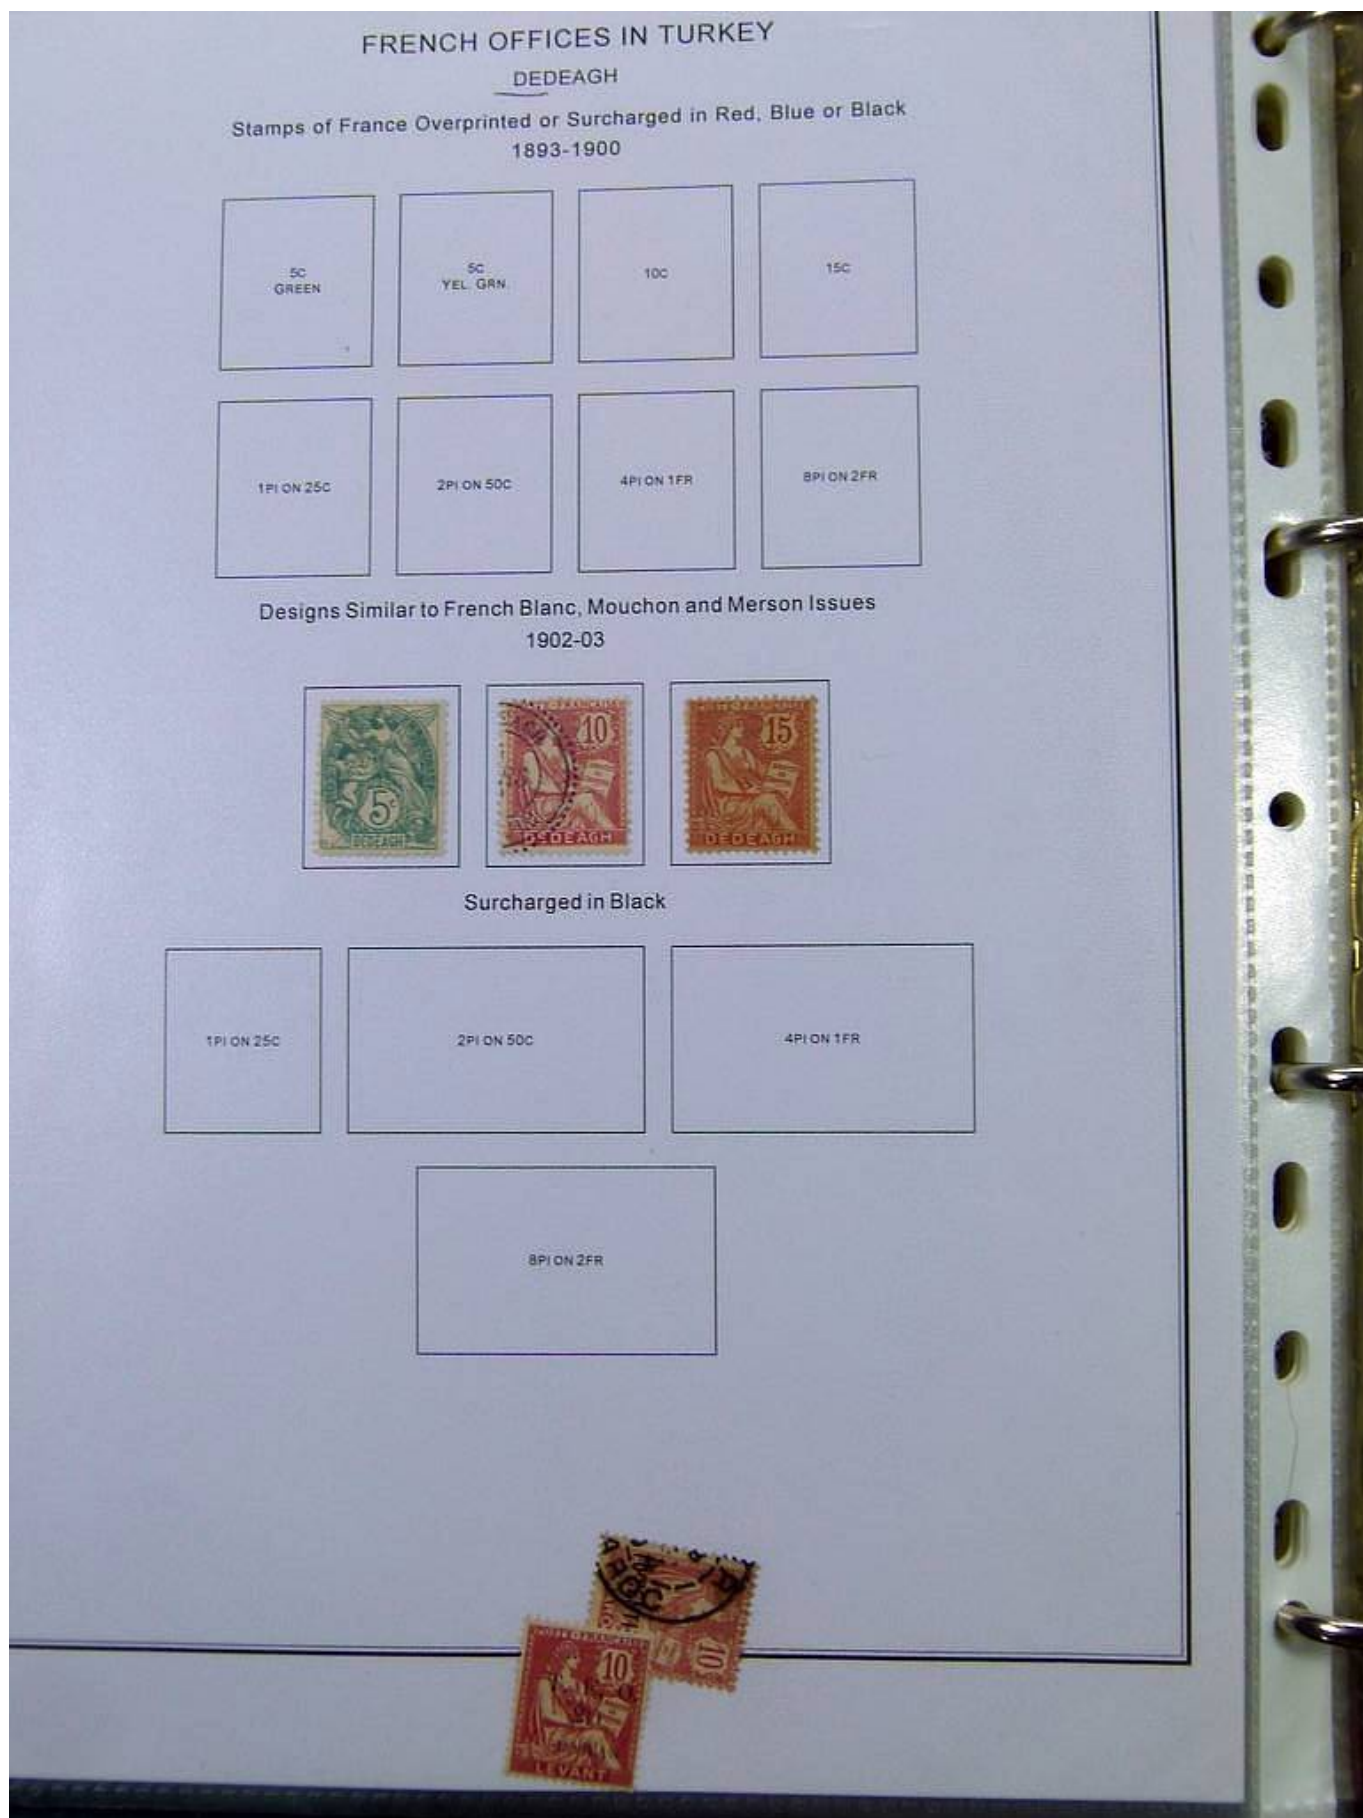 FRENCH OFFICES IN TURKEY
DEDEAGH
Stamps of France Overprinted or Surcharged in Red, Blue or Black
1893-1900
5C
GREEN
5C
YEL. GRN.
10C
15C
1PI ON 25C
2PI ON 50C
4PI ON 1FR
8PI ON 2FR
Designs Similar to French Blanc, Mouchon and Merson Issues
1902-03
5c
DEDEAGH
10
DEDEAGH
15
DEDEAGH
Surcharged in Black
1PI ON 25C
2PI ON 50C
4PI ON 1FR
8PI ON 2FR
10
10
LEVANT